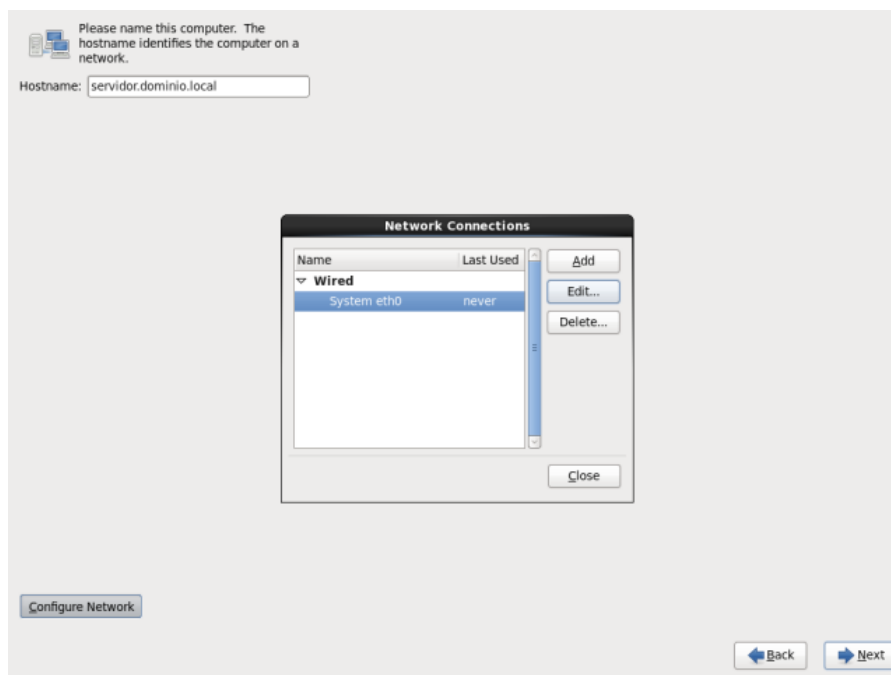 Please name this computer. The
hostname identifies the computer on a
network.
Hostname: servidor.dominio.local
Network Connections
Name Last Used
Wired
System eth0 never
Add
Edit...
Delete...
Close
Configure Network
Back Next